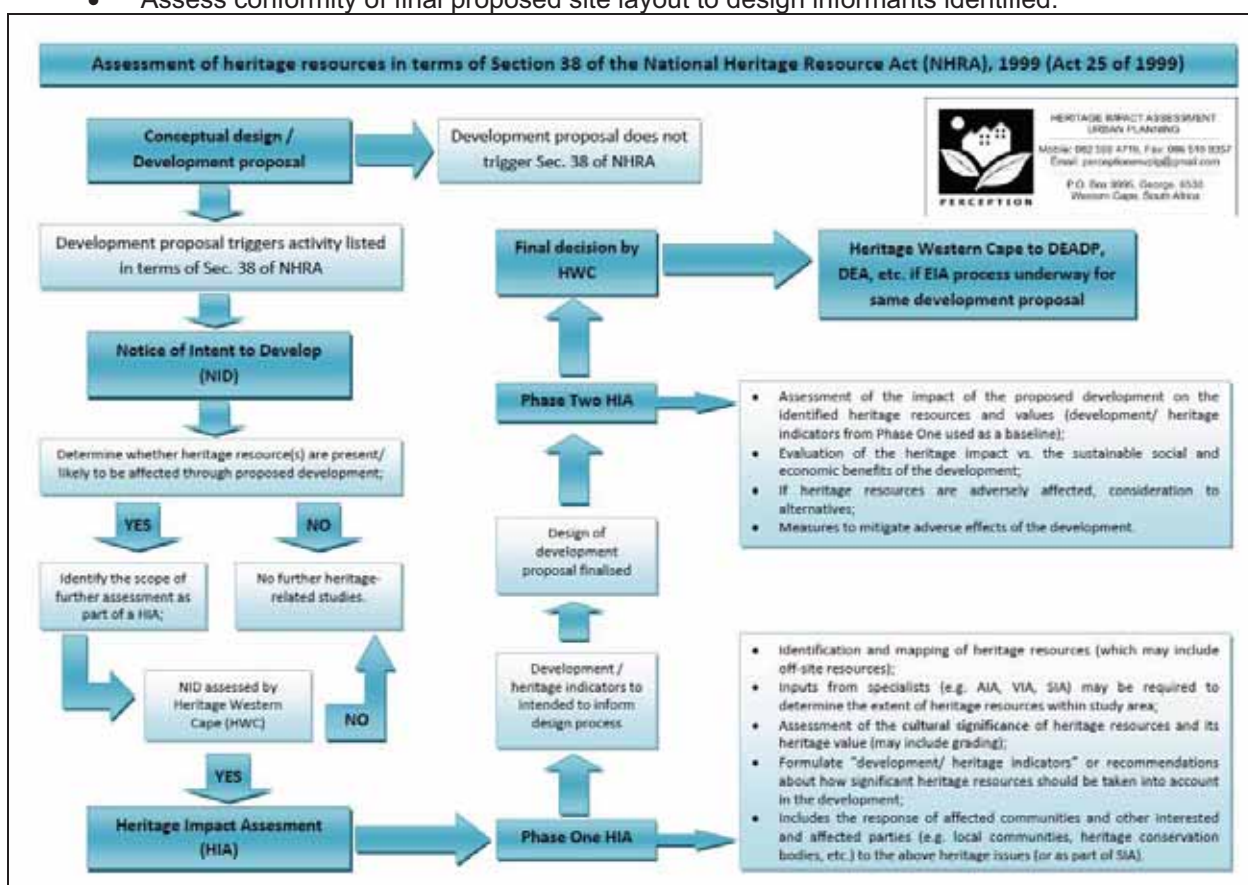 • Assess conformity of final proposed site layout to design informants identified.
Assessment of heritage resources in terms of Section 38 of the National Heritage Resource Act (NHRA), 1999 (Act 25 of 1999)
Conceptual design /
Development proposal
Development proposal does not
trigger Sec. 38 of NHRA
PERCEPTION
HERITAGE IMPACT ASSESSMENT
URBAN PLANNING
Mobile: 082 Fax: 086
Email:
P.O. Box George,
Western Cape, South Africa
Development proposal triggers activity listed
in terms of Sec. 38 of NHRA
Notice of Intent to Develop
(NID)
Determine whether heritage resource(s) are present/
likely to be affected through proposed development;
YES
NO
Identify the scope of
further assessment as
part of a HIA;
No further heritage-
related studies.
NID assessed by
Heritage Western
Cape (HWC)
NO
YES
Heritage Impact Assesment
(HIA)
Final decision by
HWC
Heritage Western Cape to DEADP,
DEA, etc. if EIA process underway for
same development proposal
Phase Two HIA
• Assessment of the impact of the proposed development on the
identified heritage resources and values (development/ heritage
indicators from Phase One used as a baseline);
• Evaluation of the heritage impact vs. the sustainable social and
economic benefits of the development;
• If heritage resources are adversely affected, consideration to
alternatives;
• Measures to mitigate adverse effects of the development.
Design of
development
proposal finalised
Development /
heritage indicators to
intended to inform
design process
Phase One HIA
• Identification and mapping of heritage resources (which may include
off-site resources);
• Inputs from specialists (e.g. AIA, VIA, SIA) may be required to
determine the extent of heritage resources within study area;
• Assessment of the cultural significance of heritage resources and its
heritage value (may include grading);
• Formulate "development/ heritage indicators" or recommendations
about how significant heritage resources should be taken into account
in the development;
• Includes the response of affected communities and other interested
and affected parties (e.g. local communities, heritage conservation
bodies, etc.) to the above heritage issues (or as part of SIA).